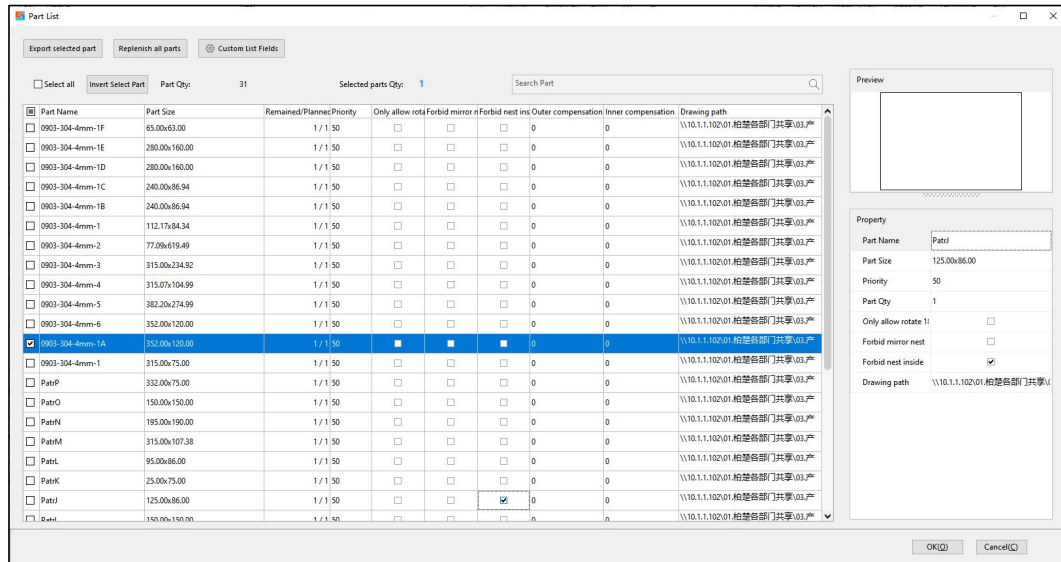 Part List
Export selected part Replenish all parts Custom List Fields
Select all Invert Select Part Part Qty: 31 Selected parts Qty: 1 Search Part
Part Name Part Size Remained/Planned Priority Only allow rota Forbid mirror n Forbid nest ins Outer compensation Inner compensation Drawing path
0903-304-4mm-1F 65.00x63.00 1 / 1 50 0 0 \\10.1.1.102\01.柏楚各部门共享\03.产
0903-304-4mm-1E 280.00x160.00 1 / 1 50 0 0 \\10.1.1.102\01.柏楚各部门共享\03.产
0903-304-4mm-1D 280.00x160.00 1 / 1 50 0 0 \\10.1.1.102\01.柏楚各部门共享\03.产
0903-304-4mm-1C 240.00x86.94 1 / 1 50 0 0 \\10.1.1.102\01.柏楚各部门共享\03.产
0903-304-4mm-1B 240.00x86.94 1 / 1 50 0 0 \\10.1.1.102\01.柏楚各部门共享\03.产
0903-304-4mm-1 112.17x84.34 1 / 1 50 0 0 \\10.1.1.102\01.柏楚各部门共享\03.产
0903-304-4mm-2 77.09x619.49 1 / 1 50 0 0 \\10.1.1.102\01.柏楚各部门共享\03.产
0903-304-4mm-3 315.00x234.92 1 / 1 50 0 0 \\10.1.1.102\01.柏楚各部门共享\03.产
0903-304-4mm-4 315.07x104.99 1 / 1 50 0 0 \\10.1.1.102\01.柏楚各部门共享\03.产
0903-304-4mm-5 382.20x274.99 1 / 1 50 0 0 \\10.1.1.102\01.柏楚各部门共享\03.产
0903-304-4mm-6 352.00x120.00 1 / 1 50 0 0 \\10.1.1.102\01.柏楚各部门共享\03.产
0903-304-4mm-1A 352.00x120.00 1 / 1 50 0 0 \\10.1.1.102\01.柏楚各部门共享\03.产
0903-304-4mm-1 315.00x75.00 1 / 1 50 0 0 \\10.1.1.102\01.柏楚各部门共享\03.产
PatrP 332.00x75.00 1 / 1 50 0 0 \\10.1.1.102\01.柏楚各部门共享\03.产
PatrO 150.00x150.00 1 / 1 50 0 0 \\10.1.1.102\01.柏楚各部门共享\03.产
PatrN 195.00x190.00 1 / 1 50 0 0 \\10.1.1.102\01.柏楚各部门共享\03.产
PatrM 315.00x107.38 1 / 1 50 0 0 \\10.1.1.102\01.柏楚各部门共享\03.产
PatrL 95.00x86.00 1 / 1 50 0 0 \\10.1.1.102\01.柏楚各部门共享\03.产
PatrK 25.00x75.00 1 / 1 50 0 0 \\10.1.1.102\01.柏楚各部门共享\03.产
PatrJ 125.00x86.00 1 / 1 50 0 0 \\10.1.1.102\01.柏楚各部门共享\03.产
PatrI 150.00x150.00 1 / 1 50 0 0 \\10.1.1.102\01.柏楚各部门共享\03.产
Preview
Property
Part Name PatrJ
Part Size 125.00x86.00
Priority 50
Part Qty 1
Only allow rotate 18
Forbid mirror nest
Forbid nest inside
Drawing path \\10.1.1.102\01.柏楚各部门共享\0
OK(O) Cancel(C)